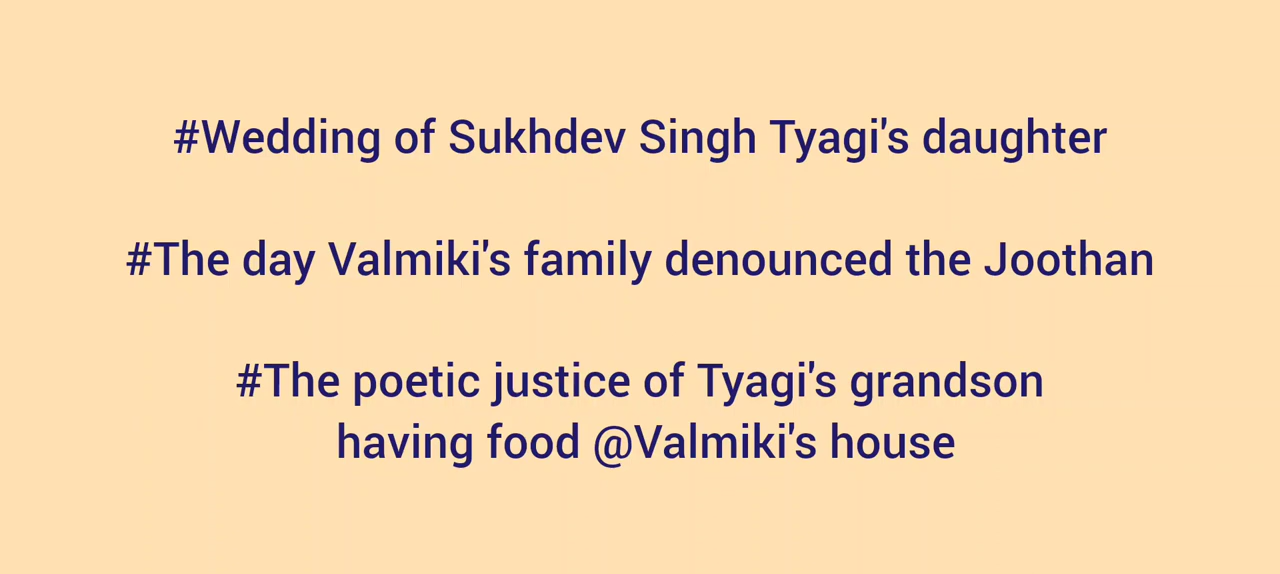 #Wedding of Sukhdev Singh Tyagi's daughter
#The day Valmiki's family denounced the Joothan
#The poetic justice of Tyagi's grandson
having food @Valmiki's house